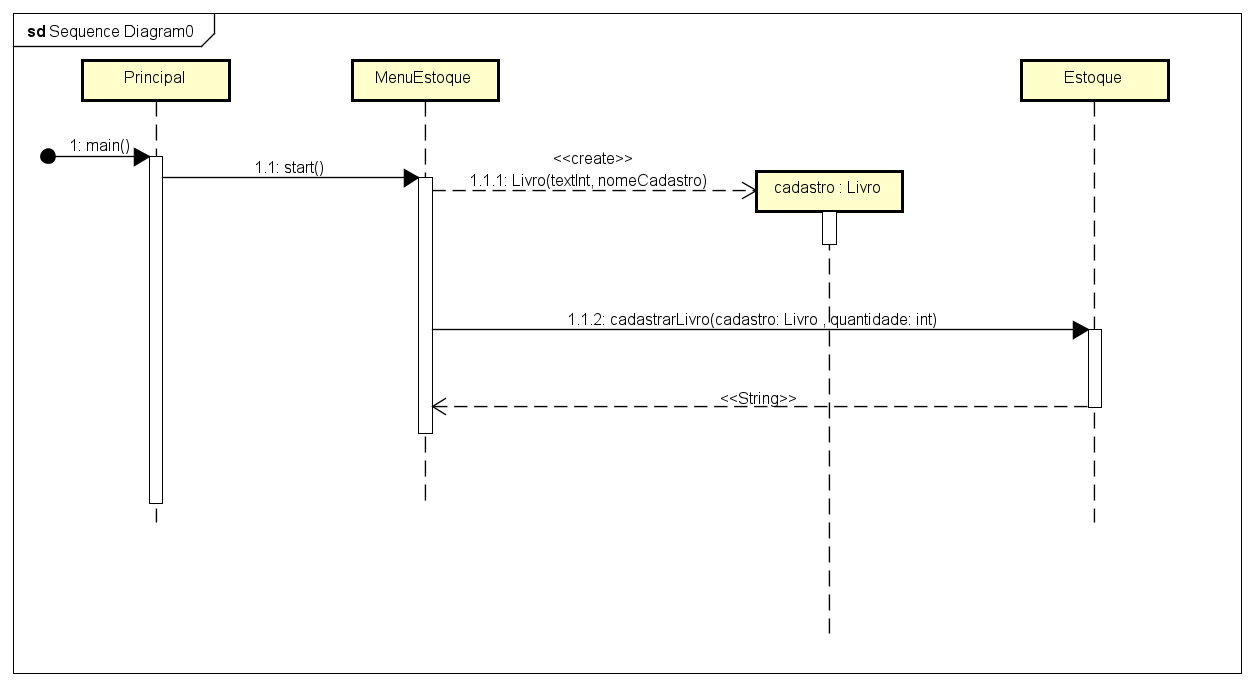 sd Sequence Diagram0
Principal
MenuEstoque
Estoque
1: main()
1.1: start()
<<create>>
1.1.1: Livro(textInt, nomeCadastro)
cadastro : Livro
1.1.2: cadastrarLivro(cadastro: Livro , quantidade: int)
<<String>>